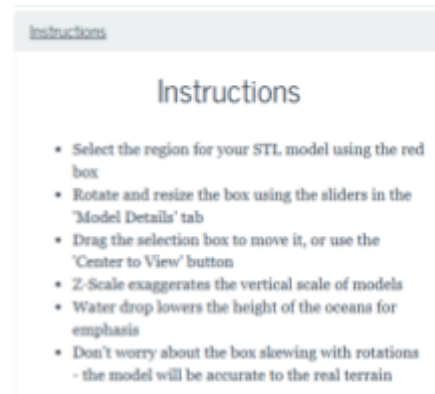 Instructions
Instructions
• Select the region for your STL model using the red
box
• Rotate and resize the box using the sliders in the
'Model Details' tab
• Drag the selection box to move it, or use the
'Center to View' button
• Z-Scale exaggerates the vertical scale of models
• Water drop lowers the height of the oceans for
emphasis
• Don't worry about the box skewing with rotations
- the model will be accurate to the real terrain